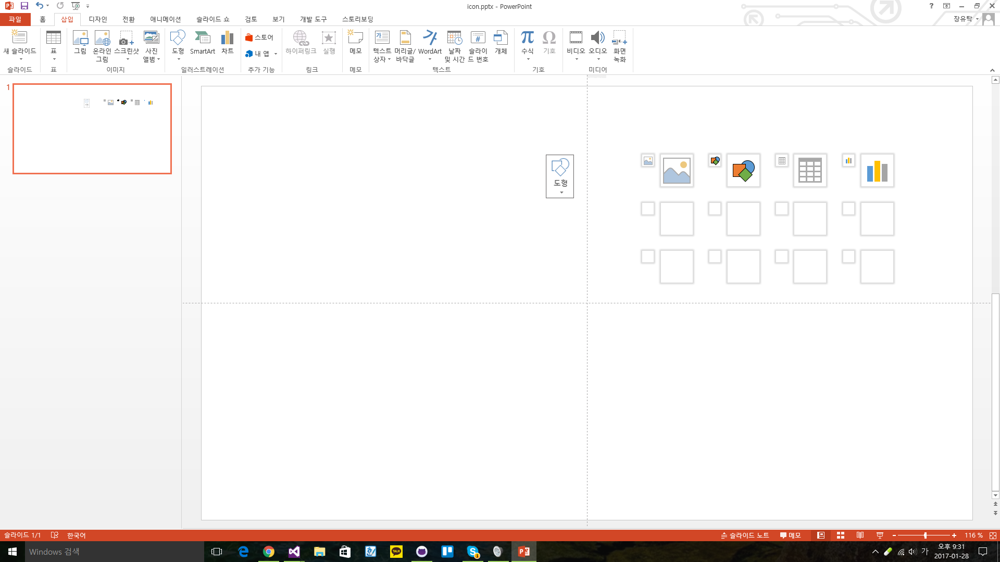 icon.pptx - PowerPoint
?
파일 홈 삽입 디자인 전환 애니메이션 슬라이드 쇼 검토 보기 개발 도구 스토리보딩
장유탁
새 슬라이드
표
그림
온라인
그림
스크린샷
사진
앨범
도형
SmartArt
차트
스토어
내 앱
하이퍼링크
실행
메모
텍스트
상자
머리글/
바닥글
WordArt
날짜
및 시간
슬라이
드 번호
개체
수식
기호
비디오
오디오
화면
녹화
슬라이드 표 이미지 일러스트레이션 추가 기능 링크 메모 텍스트 기호 미디어
1
도형
슬라이드 1/1 한국어
슬라이드 노트 메모 116 %
Windows 검색
TALK
1
가
오후 9:31
2017-01-28